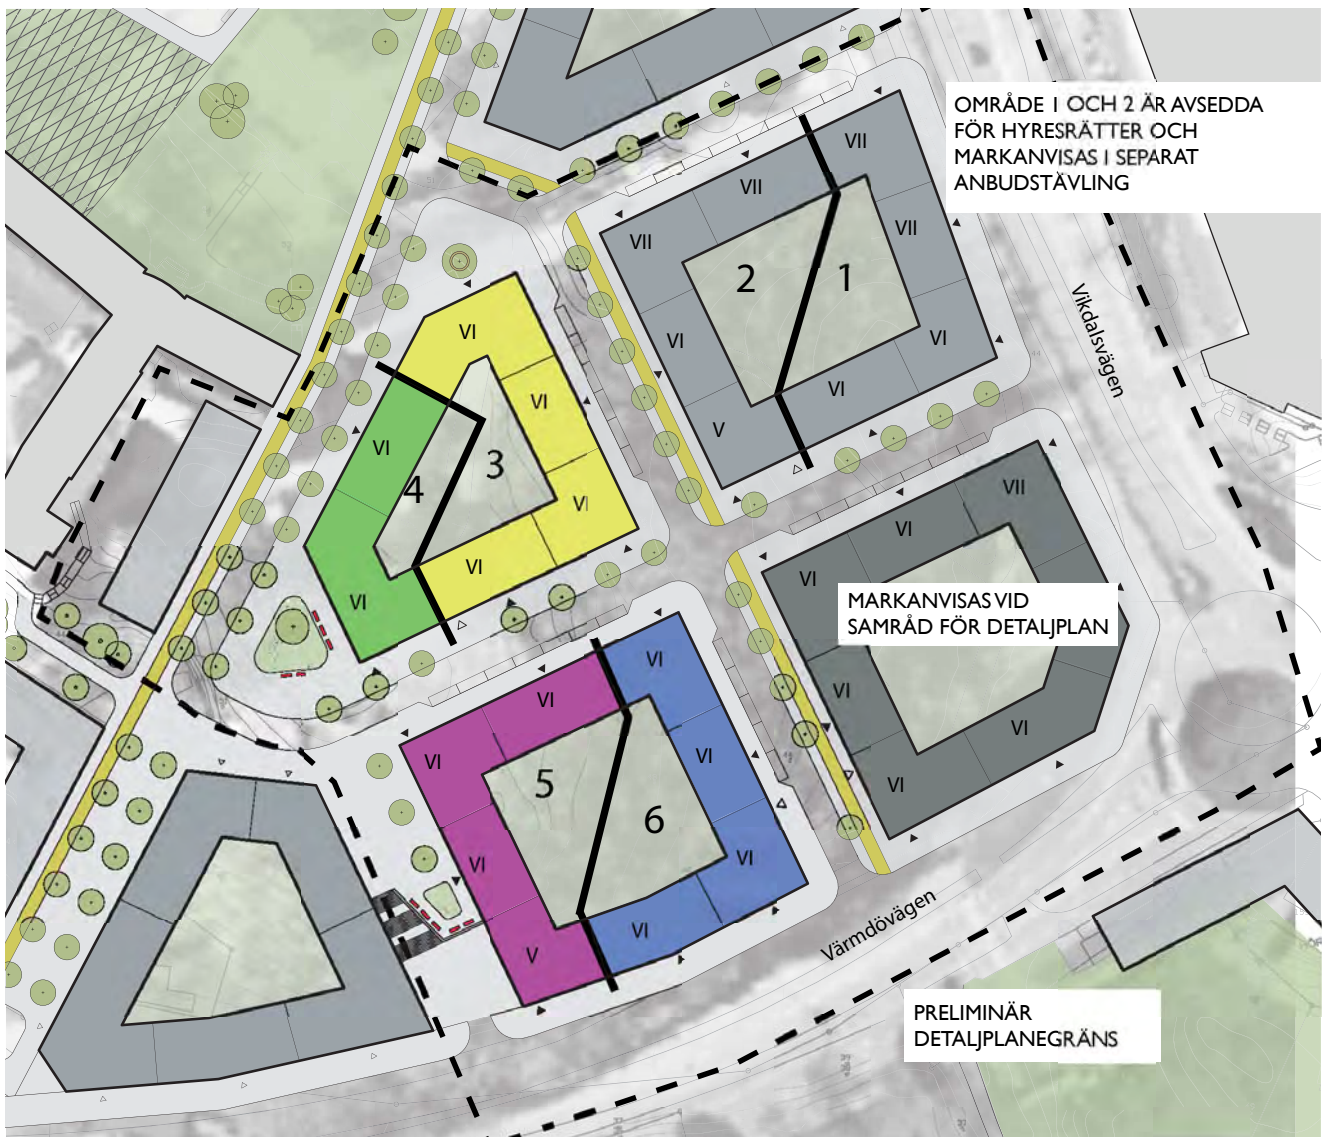 OMRÅDE 1 OCH 2 ÄR AVSEDDA
FÖR HYRESRÄTTER OCH
MARKANVISAS I SEPARAT
ANBUDSTÄVLING
VII
VII
VII
VII
2
1
VI
VI
VI
V
Vikdalsvägen
VI
VI
VI
VI
3
4
VI
VI
VII
VI
VI
MARKANVISAS VID
SAMRÅD FÖR DETALJPLAN
VI
VI
VI
VI
VI
VI
VI
5
6
VI
VI
VI
V
Värmdövägen
PRELIMINÄR
DETALJPLANEGRÄNS